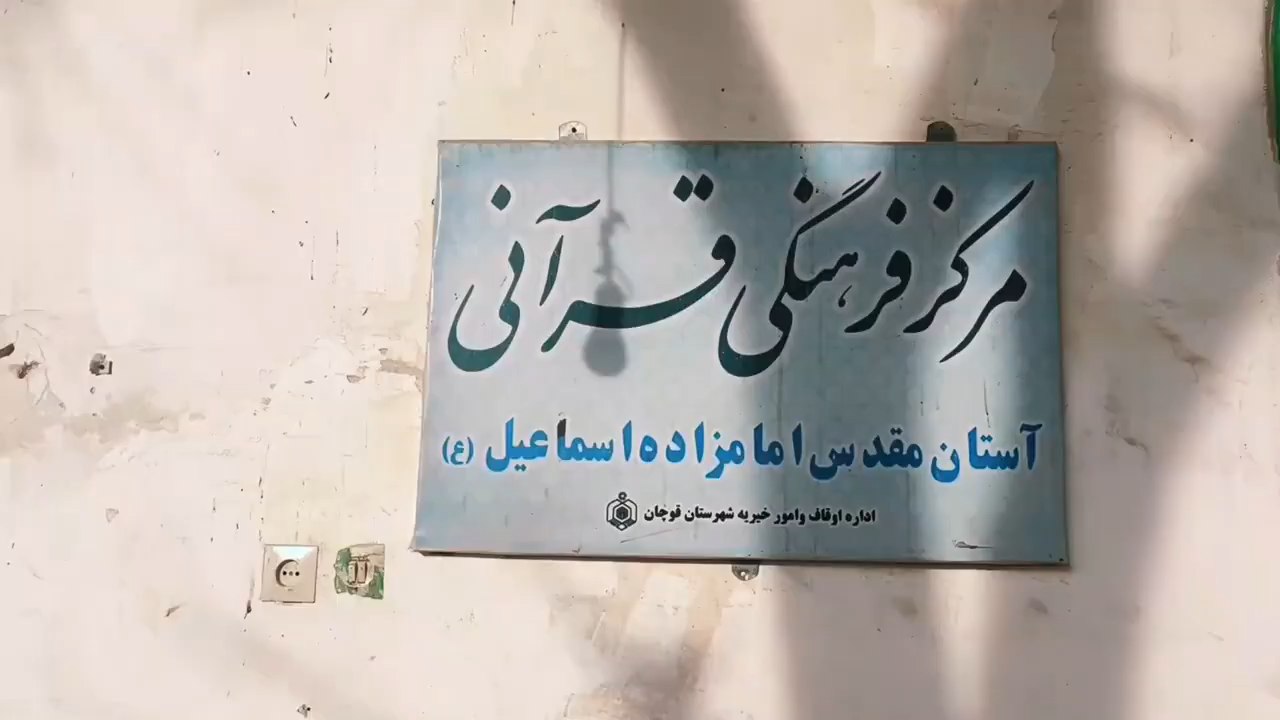 مرکز فرهنگی قرآنی
آستان مقدس امامزاده اسماعیل (ع)
اداره اوقاف وامور خیریه شهرستان قوچان